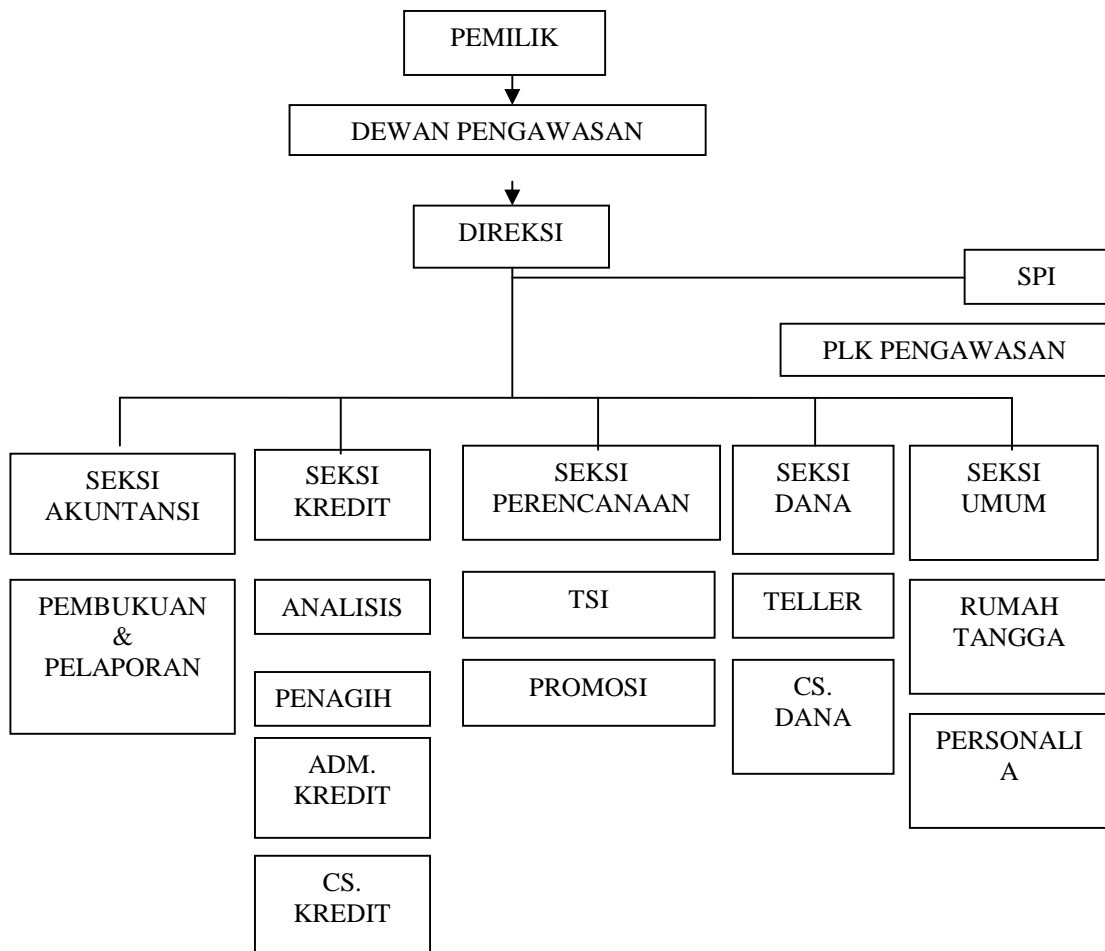 PEMILIK
DEWAN PENGAWASAN
DIREKSI
SPI
PLK PENGAWASAN
SEKSI
AKUNTANSI
SEKSI
KREDIT
SEKSI
PERENCANAAN
SEKSI
DANA
SEKSI
UMUM
PEMBUKUAN
&
PELAPORAN
ANALISIS
PENAGIH
ADM.
KREDIT
CS.
KREDIT
TSI
PROMOSI
TELLER
CS.
DANA
RUMAH
TANGGA
PERSONALI
A